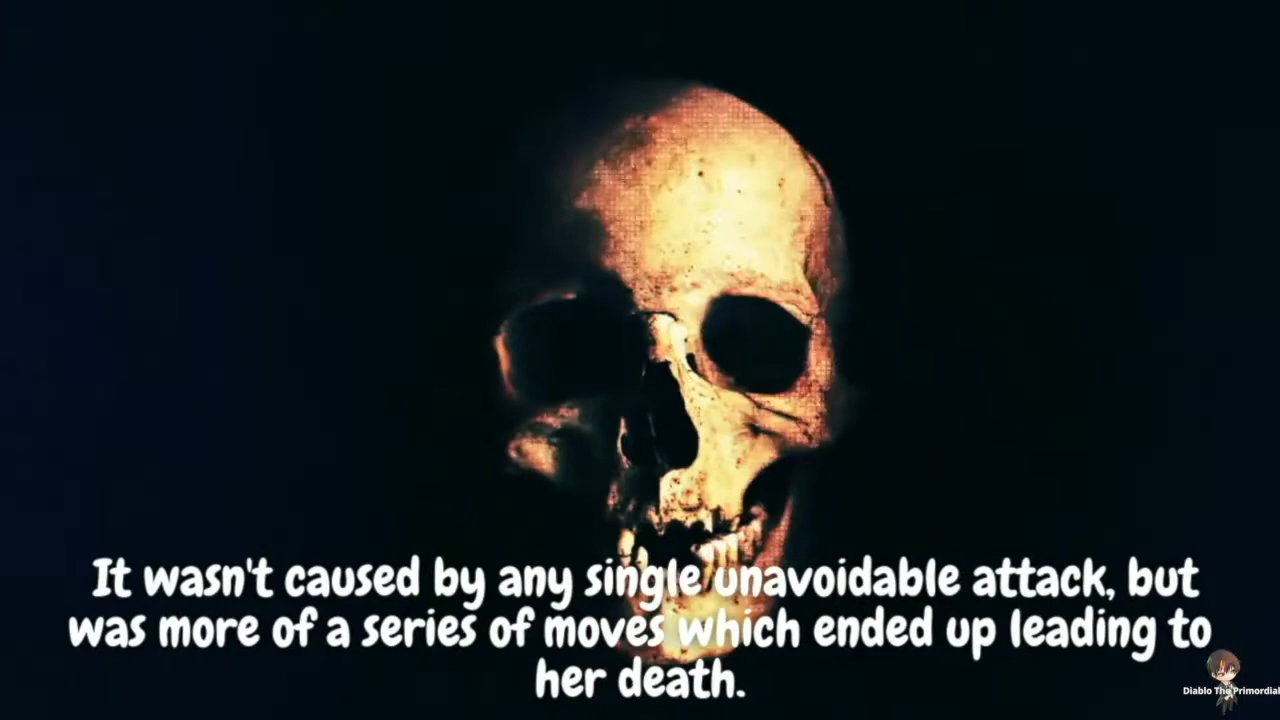 It wasn't caused by any single unavoidable attack, but
was more of a series of moves which ended up leading to
her death.
Diablo The Primordial